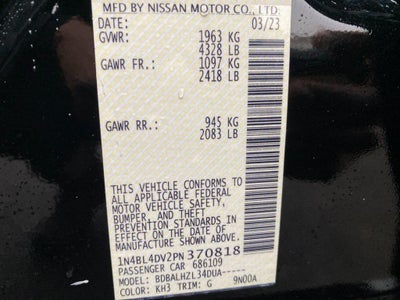 MFD BY NISSAN MOTOR CO., LTD.
DATE: 03/23
GVWR: 1963 KG
4328 LB
GAWR FR.: 1097 KG
2418 LB
GAWR RR.: 945 KG
2083 LB
THIS VEHICLE CONFORMS TO
ALL APPLICABLE FEDERAL
MOTOR VEHICLE SAFETY,
BUMPER, AND THEFT
PREVENTION STANDARDS IN
EFFECT ON THE DATE OF
MANUFACTURE SHOWN ABOVE.
1N4BL4DV2PN370818
PASSENGER CAR 686109
MODEL: BDBALHZL34DUA-----
COLOR: KH3 TRIM: G 9N00A